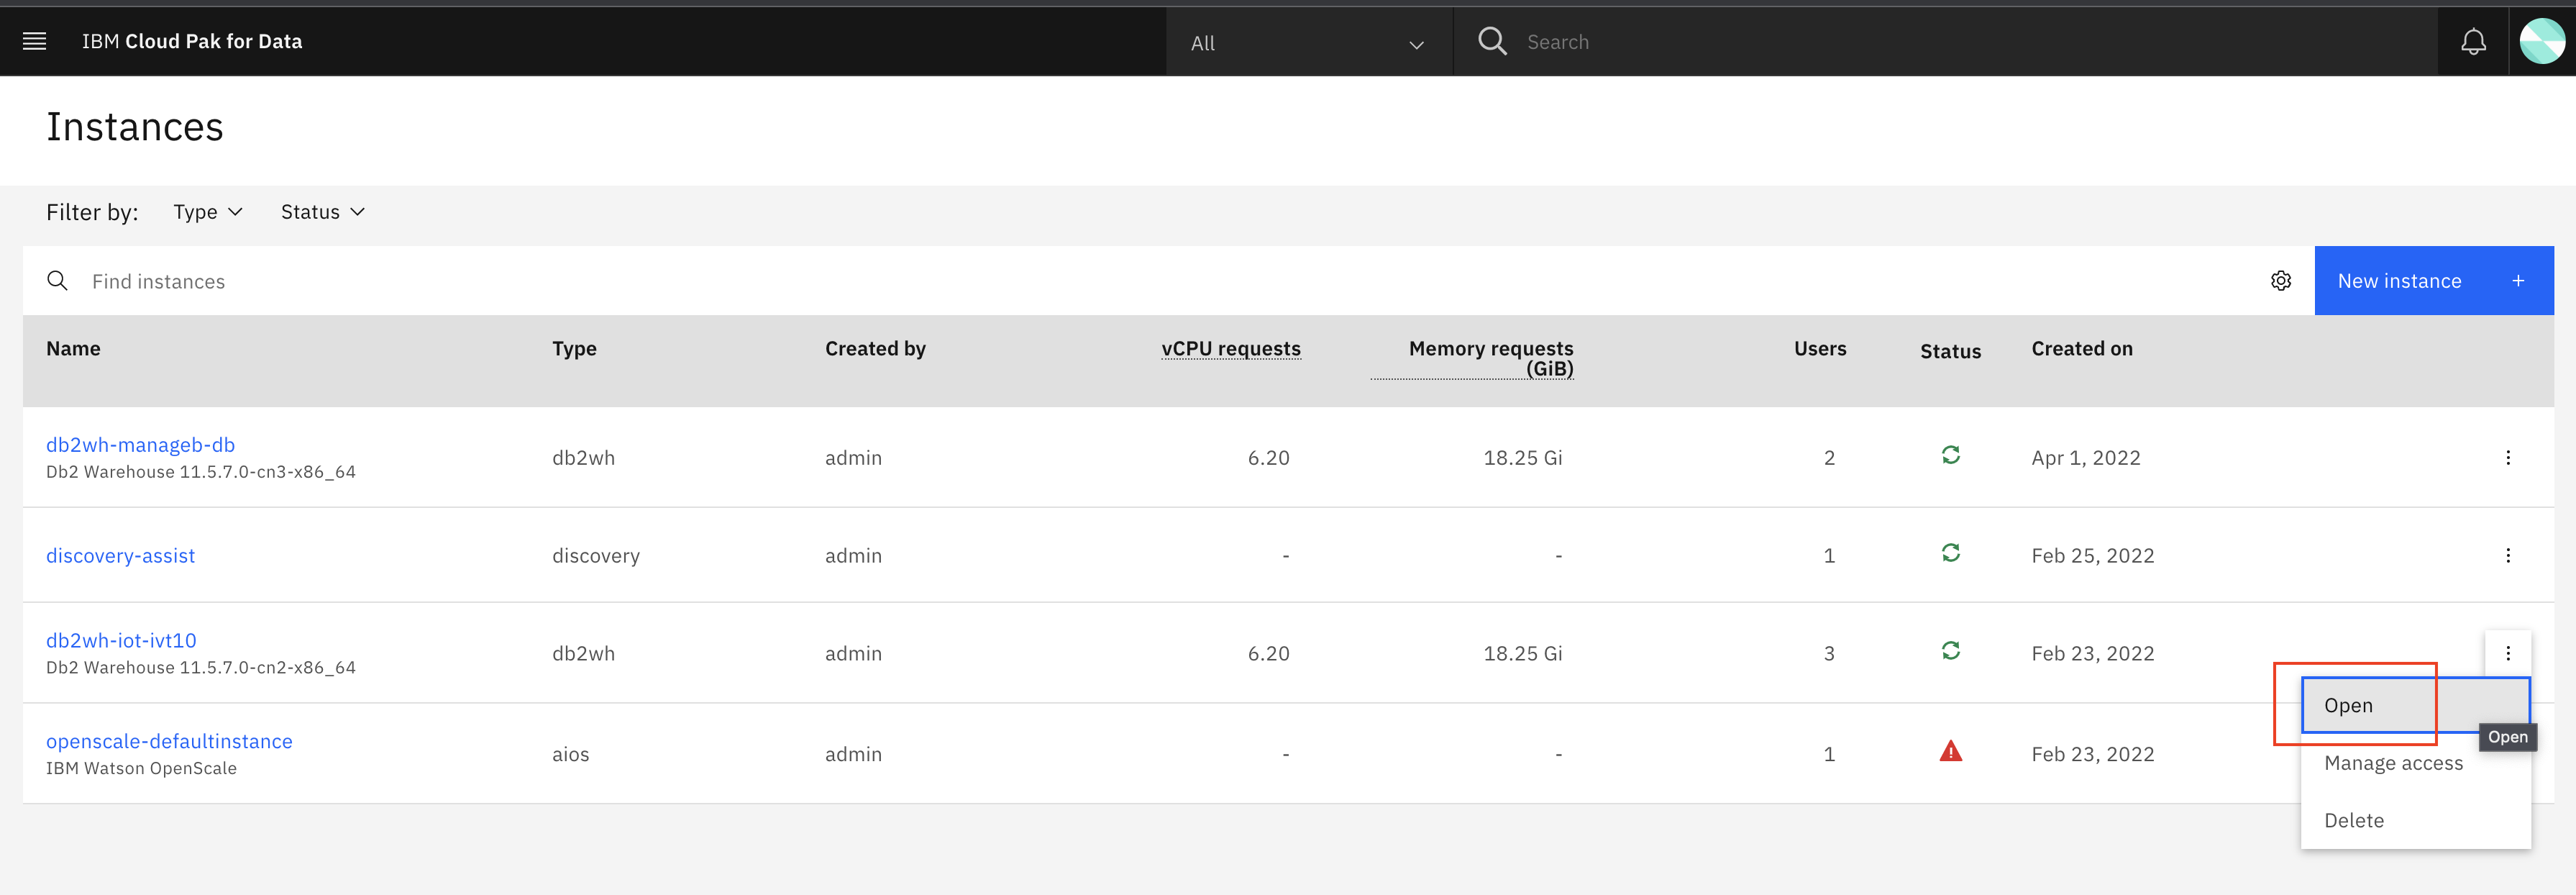 IBM Cloud Pak for Data
All
Search
Instances
Filter by:
Type
Status
Find instances
New instance +
Name Type Created by vCPU requests Memory requests (GiB) Users Status Created on
db2wh-manageb-db
Db2 Warehouse 11.5.7.0-cn3-x86_64
db2wh admin 6.20 18.25 Gi 2 Apr 1, 2022
discovery-assist discovery admin - - 1 Feb 25, 2022
db2wh-iot-ivt10
Db2 Warehouse 11.5.7.0-cn2-x86_64
db2wh admin 6.20 18.25 Gi 3 Feb 23, 2022
openscale-defaultinstance
IBM Watson OpenScale
aios admin - - 1 Feb 23, 2022
Open
Open
Manage access
Delete